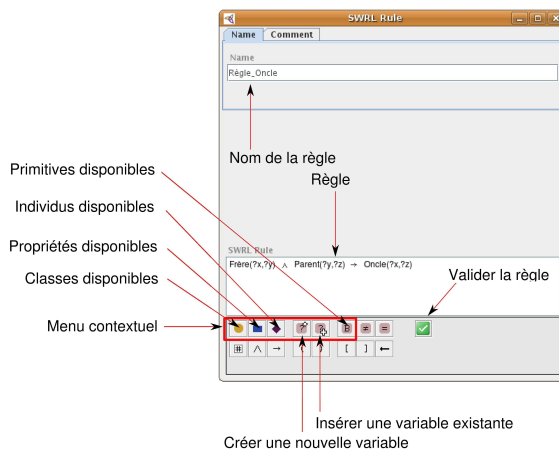 SWRL Rule
Name Comment
Name
Règle_Oncle
Nom de la règle
Règle
Primitives disponibles
Individus disponibles
Propriétés disponibles
Classes disponibles
Menu contextuel
SWRL Rule
Frère(?x,?y) ∧ Parent(?y,?z) → Oncle(?x,?z)
Valider la règle
? ? B ≠ =
# ∧ → ( ) [ ] ←
Insérer une variable existante
Créer une nouvelle variable